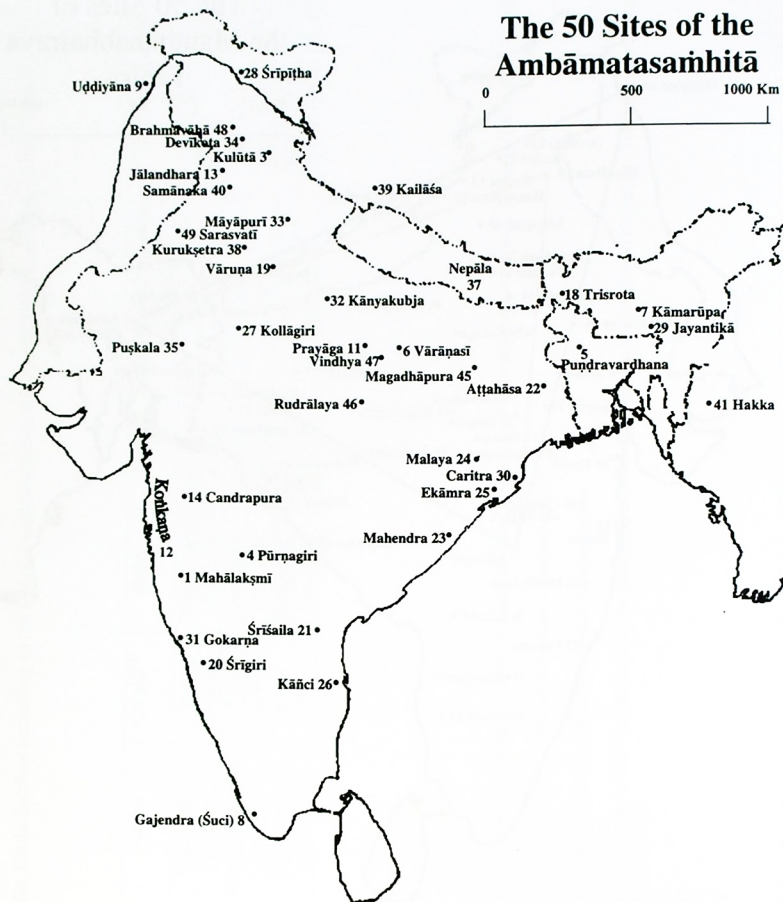 The 50 Sites of the
Ambāmatasaṁhitā
0 500 1000 Km
28 Śrīpīṭha
Uḍḍiyāna 9
Brahmavāhā 48
Devīkaṭa 34
Kulūtā 3
Jālandhara 13
Samānaka 40
39 Kailāśa
Māyāpurī 33
49 Sarasvatī
Kurukṣetra 38
Vāruṇa 19
Nepāla
37
18 Trisrota
32 Kānyakubja
7 Kāmarūpa
29 Jayantikā
27 Kollāgiri
Puṣkala 35
Prayāga 11
6 Vārāṇasī
5
Vindhya 47
Puṇḍravardhana
Magadhāpura 45
Aṭṭahāsa 22
Rudrālaya 46
41 Hakka
Malaya 24
Caritra 30
Ekāmra 25
14 Candrapura
Koṅkaṇa
12
Mahendra 23
4 Pūrṇagiri
1 Mahālakṣmī
Śrīśaila 21
31 Gokarṇa
20 Śrīgiri
Kāñci 26
Gajendra (Śuci) 8